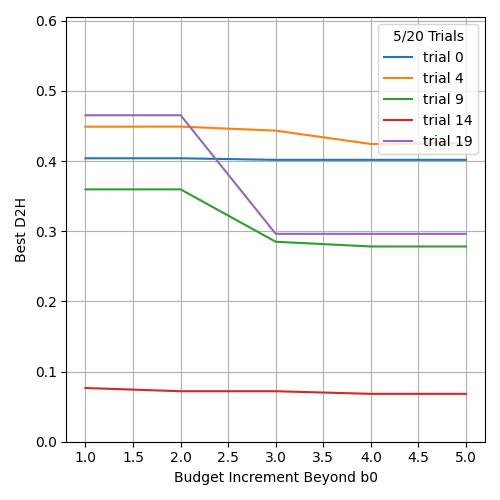 5/20 Trials
trial 0
trial 4
trial 9
trial 14
trial 19
Best D2H
0.6
0.5
0.4
0.3
0.2
0.1
0.0
1.0 1.5 2.0 2.5 3.0 3.5 4.0 4.5 5.0
Budget Increment Beyond b0